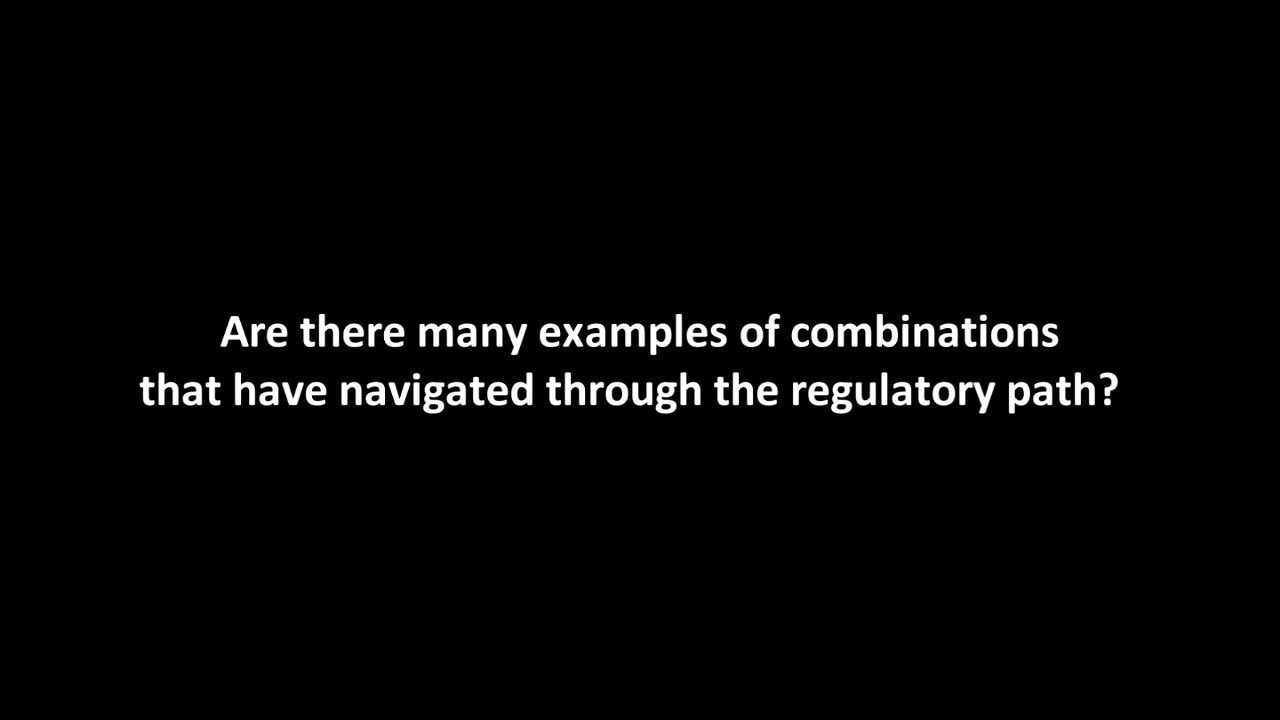 Are there many examples of combinations
that have navigated through the regulatory path?